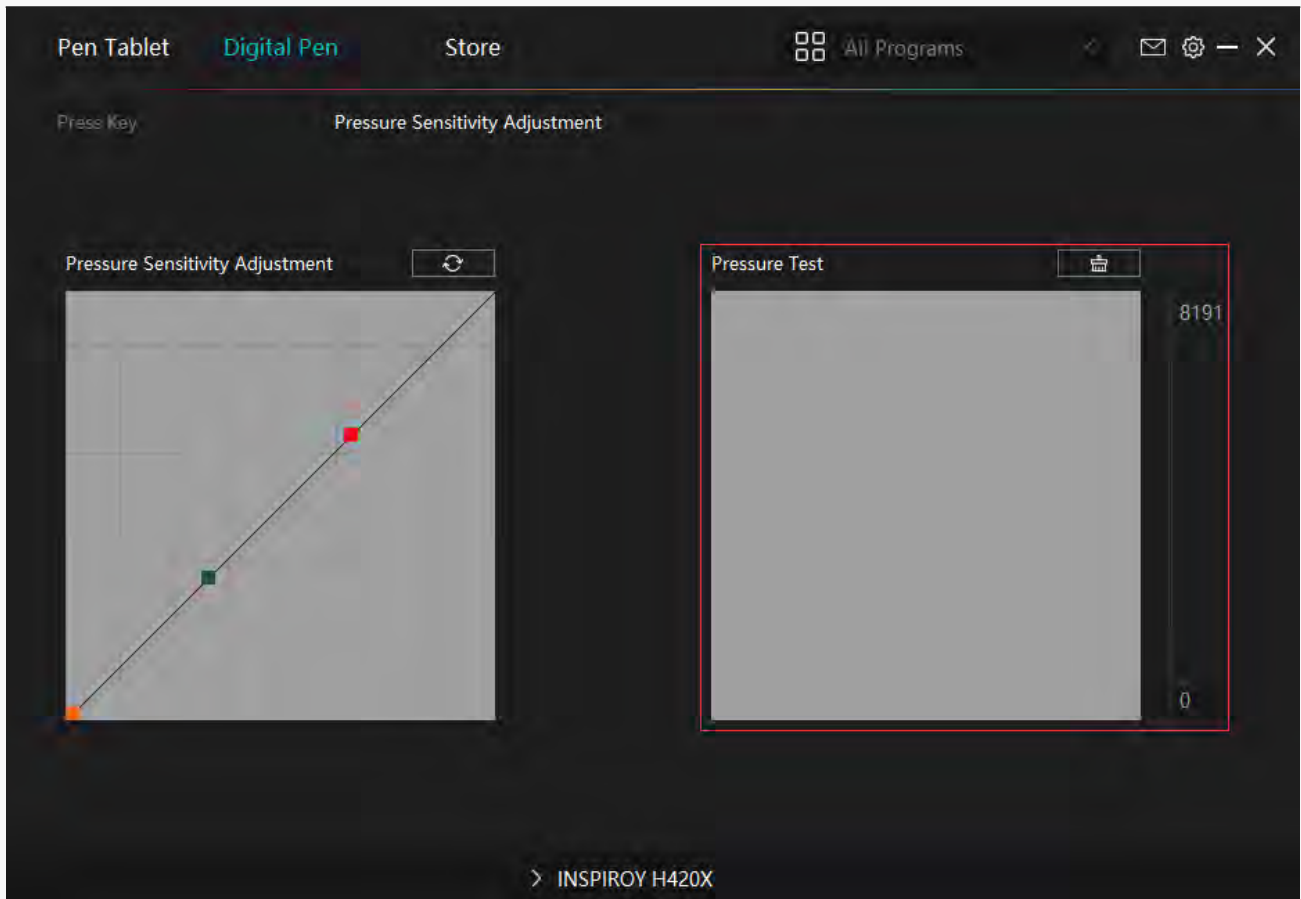 Pen Tablet Digital Pen Store All Programs
Press Key Pressure Sensitivity Adjustment
Pressure Sensitivity Adjustment
Pressure Test
8191
0
INSPIROY H420X